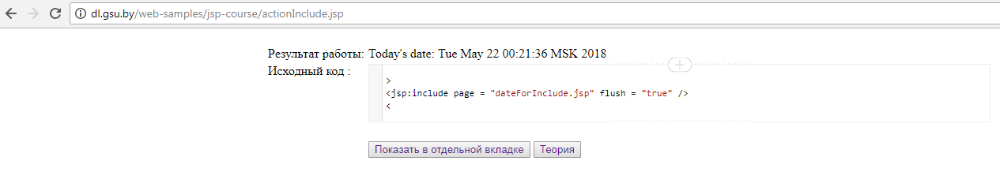 dl.gsu.by/web-samples/jsp-course/actionInclude.jsp
Результат работы: Today's date: Tue May 22 00:21:36 MSK 2018
Исходный код :
>
<jsp:include page = "dateForInclude.jsp" flush = "true" />
<
Показать в отдельной вкладке Теория